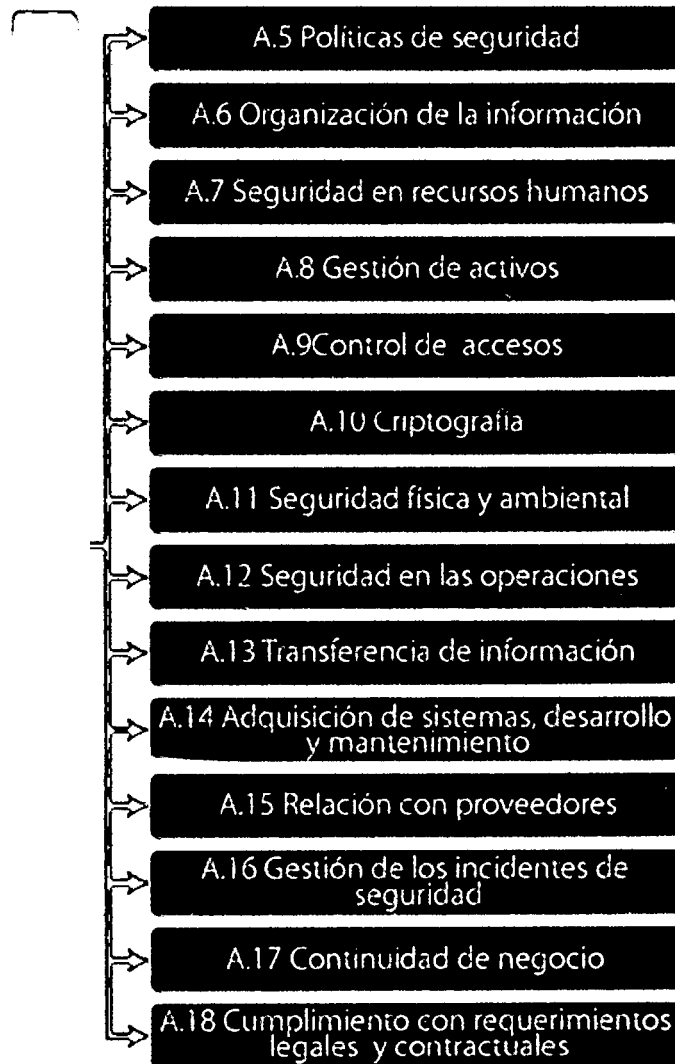 A.5 Políticas de seguridad
A.6 Organización de la información
A.7 Seguridad en recursos humanos
A.8 Gestión de activos
A.9Control de accesos
A.10 Criptografía
A.11 Seguridad física y ambiental
A.12 Seguridad en las operaciones
A.13 Transferencia de información
A.14 Adquisición de sistemas, desarrollo
y mantenimiento
A.15 Relación con proveedores
A.16 Gestión de los incidentes de
seguridad
A.17 Continuidad de negocio
A.18 Cumplimiento con requerimientos
legales y contractuales